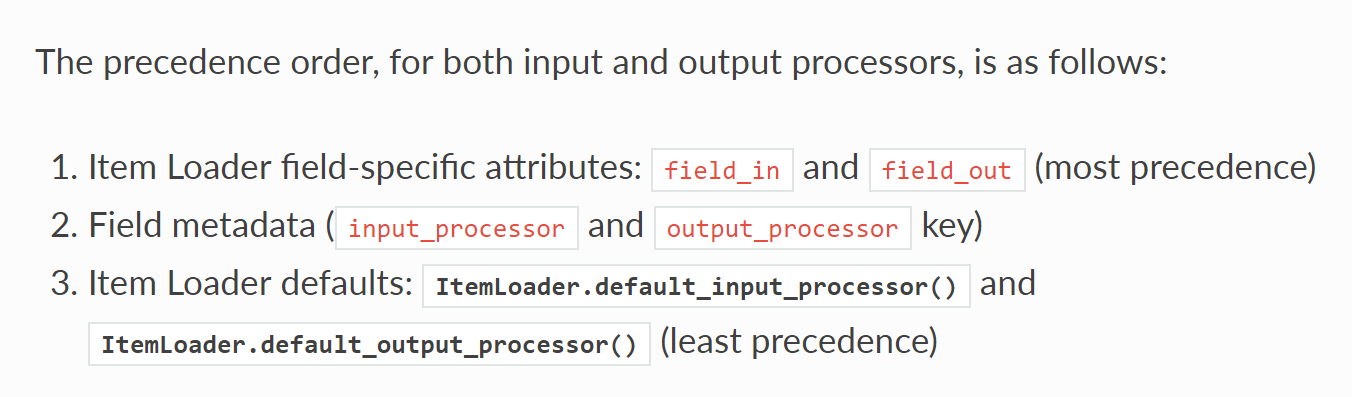 The precedence order, for both input and output processors, is as follows:
1. Item Loader field-specific attributes: field_in and field_out (most precedence)
2. Field metadata (input_processor and output_processor key)
3. Item Loader defaults: ItemLoader.default_input_processor() and
ItemLoader.default_output_processor() (least precedence)